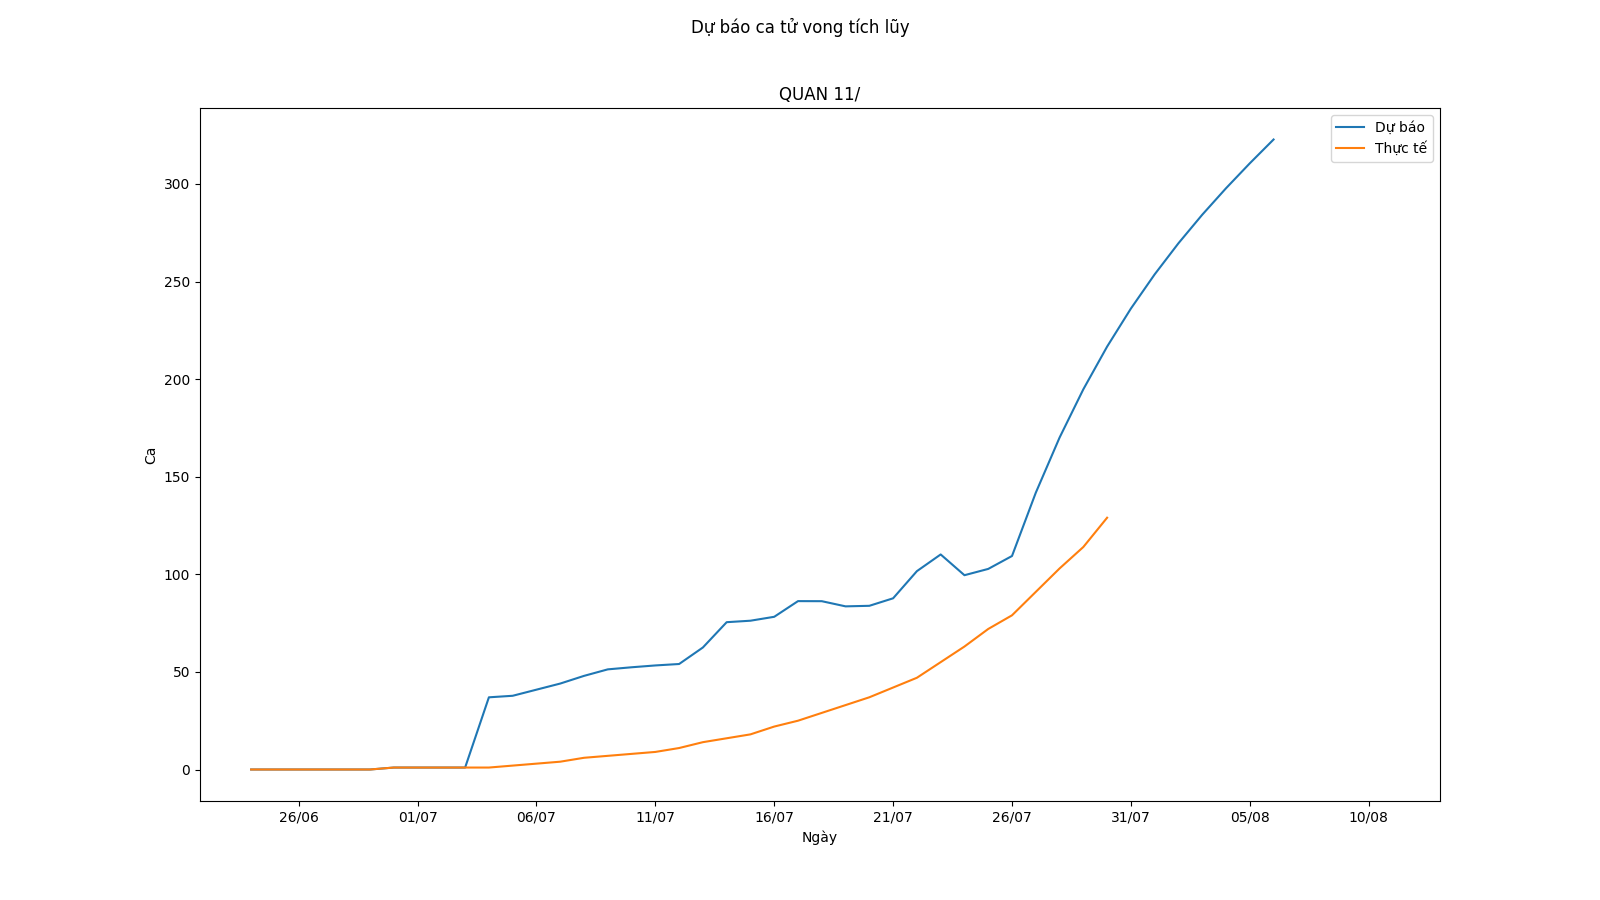 Dự báo ca tử vong tích lũy
QUAN 11/
Dự báo
Thực tế
300
250
200
150
100
50
0
Ca
26/06 01/07 06/07 11/07 16/07 21/07 26/07 31/07 05/08 10/08
Ngày